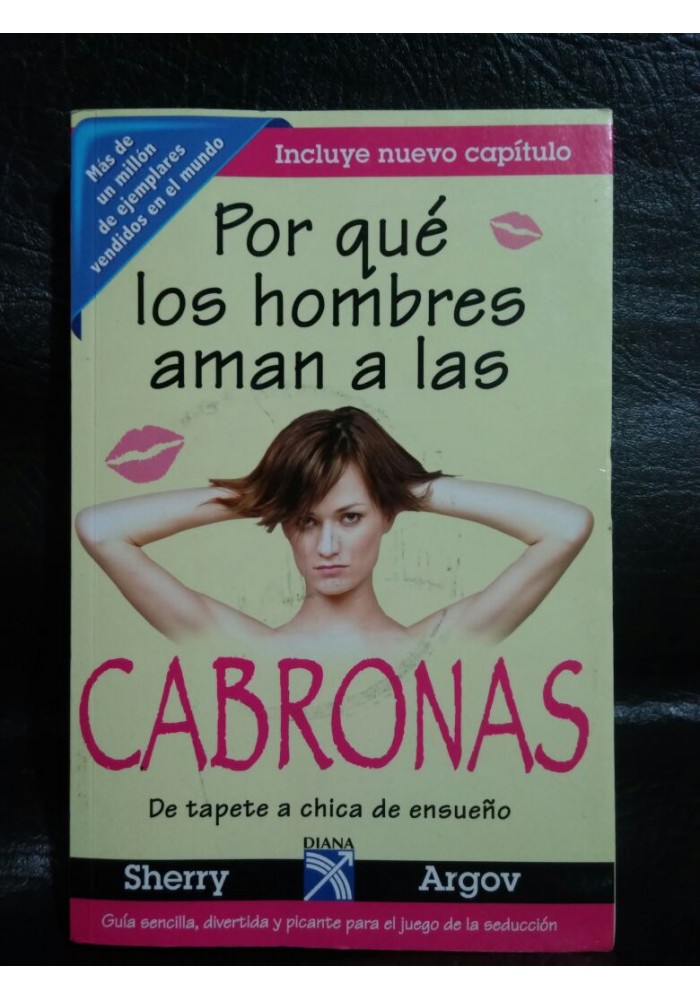 Más de
un millón
de ejemplares
vendidos en el mundo
Incluye nuevo capítulo
Por qué
los hombres
aman a las
CABRONAS
De tapete a chica de ensueño
DIANA
Sherry Argov
Guía sencilla, divertida y picante para el juego de la seducción